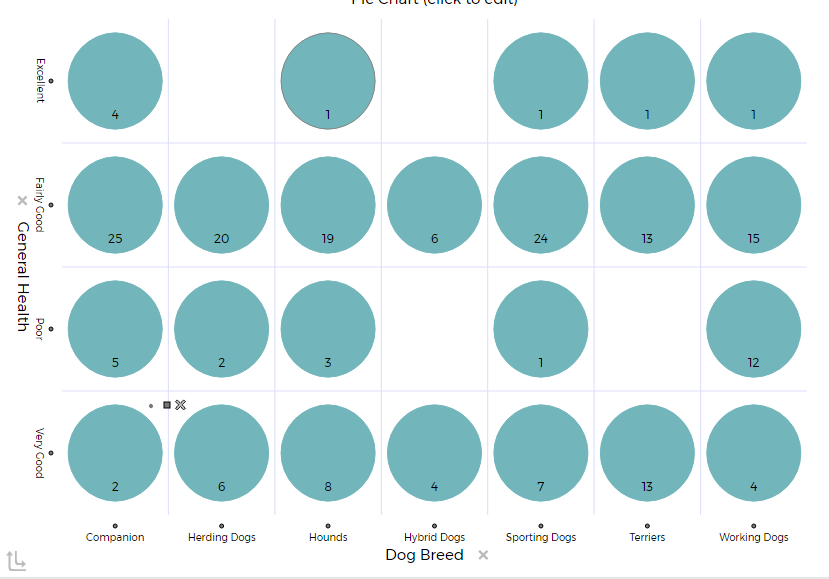 Pie Chart (click to edit)
Excellent
4 1 1 1 1
Fairly Good
25 20 19 6 24 13 15
General Health
Poor
5 2 3 1 12
Very Good
2 6 8 4 7 13 4
Companion Herding Dogs Hounds Hybrid Dogs Sporting Dogs Terriers Working Dogs
Dog Breed